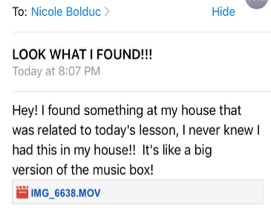 To: Nicole Bolduc
Hide
LOOK WHAT I FOUND!!!
Today at 8:07 PM
Hey! I found something at my house that
was related to today's lesson, I never knew I
had this in my house!! It's like a big
version of the music box!
IMG_6638.MOV